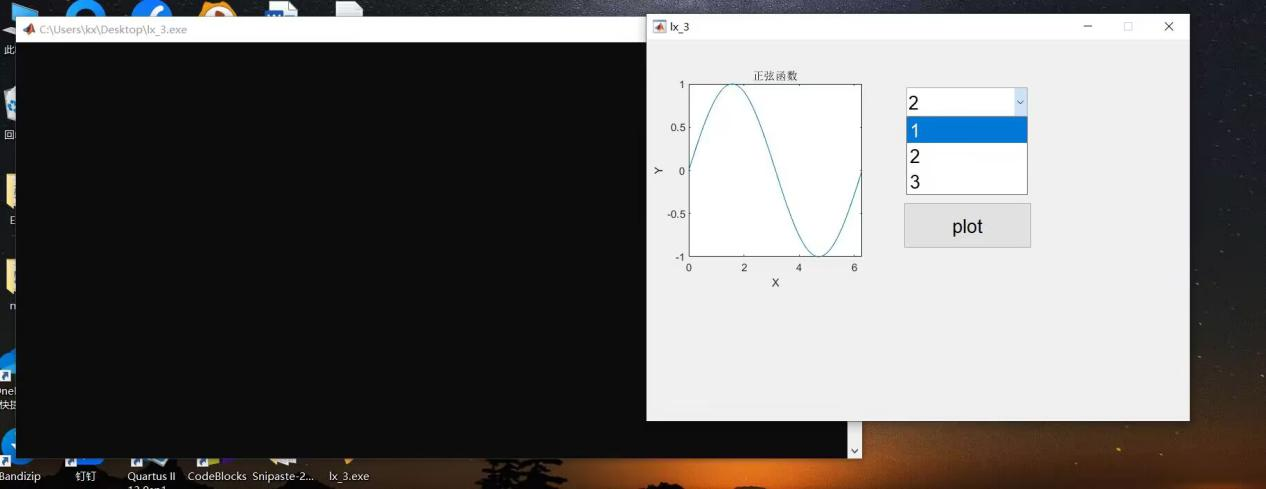 C:\Users\kx\Desktop\lx_3.exe
lx_3
正弦函数
1
0.5
0
-0.5
-1
Y
0
2
4
6
X
2
1
2
3
plot
Bandizip
钉钉
Quartus II
CodeBlocks
Snipaste-2...
lx_3.exe